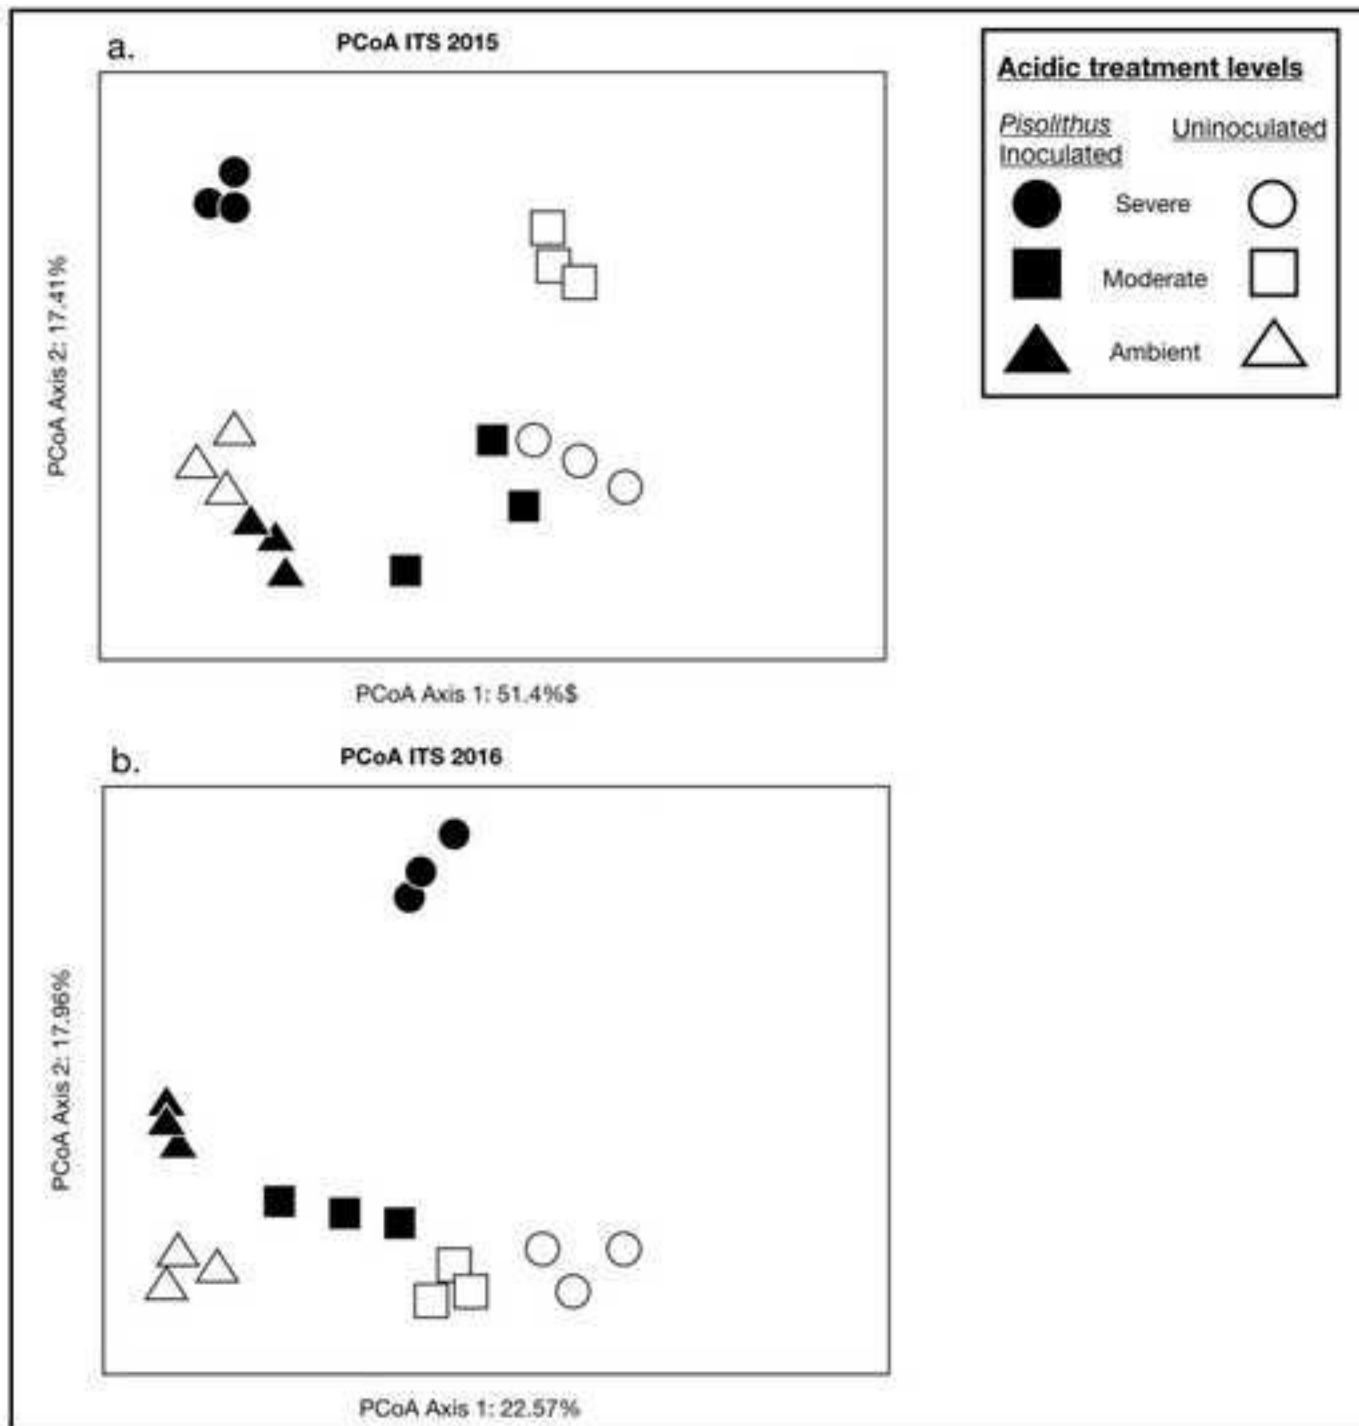 a.
PCoA ITS 2015
PCoA Axis 2: 17.41%
PCoA Axis 1: 51.4%$
Acidic treatment levels
Pisolithus
Inoculated
Uninoculated
Severe
Moderate
Ambient
b.
PCoA ITS 2016
PCoA Axis 2: 17.96%
PCoA Axis 1: 22.57%